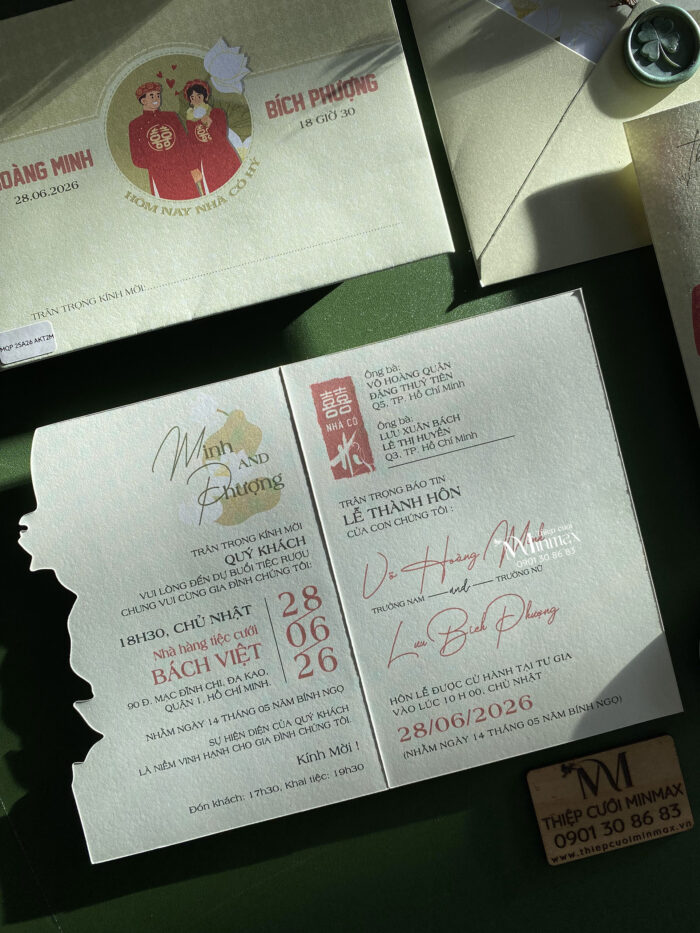 OÀNG MINH
28.06.2026
BÍCH PHƯỢNG
18 GIỜ 30
HÔM NAY NHÀ CÓ HỶ
TRÂN TRỌNG KÍNH MỜI:
MQP 25A26 AKT2M
Minh
AND
Phượng
TRÂN TRỌNG KÍNH MỜI
QUÝ KHÁCH
VUI LÒNG ĐẾN DỰ BUỔI TIỆC RƯỢU
CHUNG VUI CÙNG GIA ĐÌNH CHÚNG TÔI:
18H30, CHỦ NHẬT
Nhà hàng tiệc cưới
BÁCH VIỆT
90 Đ. MẠC ĐĨNH CHI, ĐA KAO,
QUẬN 1, HỒ CHÍ MINH.
28
06
26
NHẰM NGÀY 14 THÁNG 05 NĂM BÍNH NGỌ
SỰ HIỆN DIỆN CỦA QUÝ KHÁCH
LÀ NIỀM VINH HẠNH CHO GIA ĐÌNH CHÚNG TÔI.
Kính Mời !
Đón khách: 17h30, Khai tiệc: 19h30
囍
NHÀ CÓ
Ông bà:
VÕ HOÀNG QUÂN
ĐẶNG THUỲ TIÊN
Q5, TP. Hồ Chí Minh
Ông bà:
LƯU XUÂN BÁCH
LÊ THỊ HUYỀN
Q3. TP. Hồ Chí Minh
TRÂN TRỌNG BÁO TIN
LỄ THÀNH HÔN
CỦA CON CHÚNG TÔI :
Võ Hoàng Minh
TRƯỞNG NAM and TRƯỞNG NỮ
Lưu Bích Phượng
HÔN LỄ ĐƯỢC CỬ HÀNH TẠI TƯ GIA
VÀO LÚC 10 H 00, CHỦ NHẬT
28/06/2026
(NHẰM NGÀY 14 THÁNG 05 NĂM BÍNH NGỌ)
Thiệp cưới
Minmax
0901 30 86 83
THIỆP CƯỚI MINMAX
0901 30 86 83
www.thiepcuoiminmax.vn